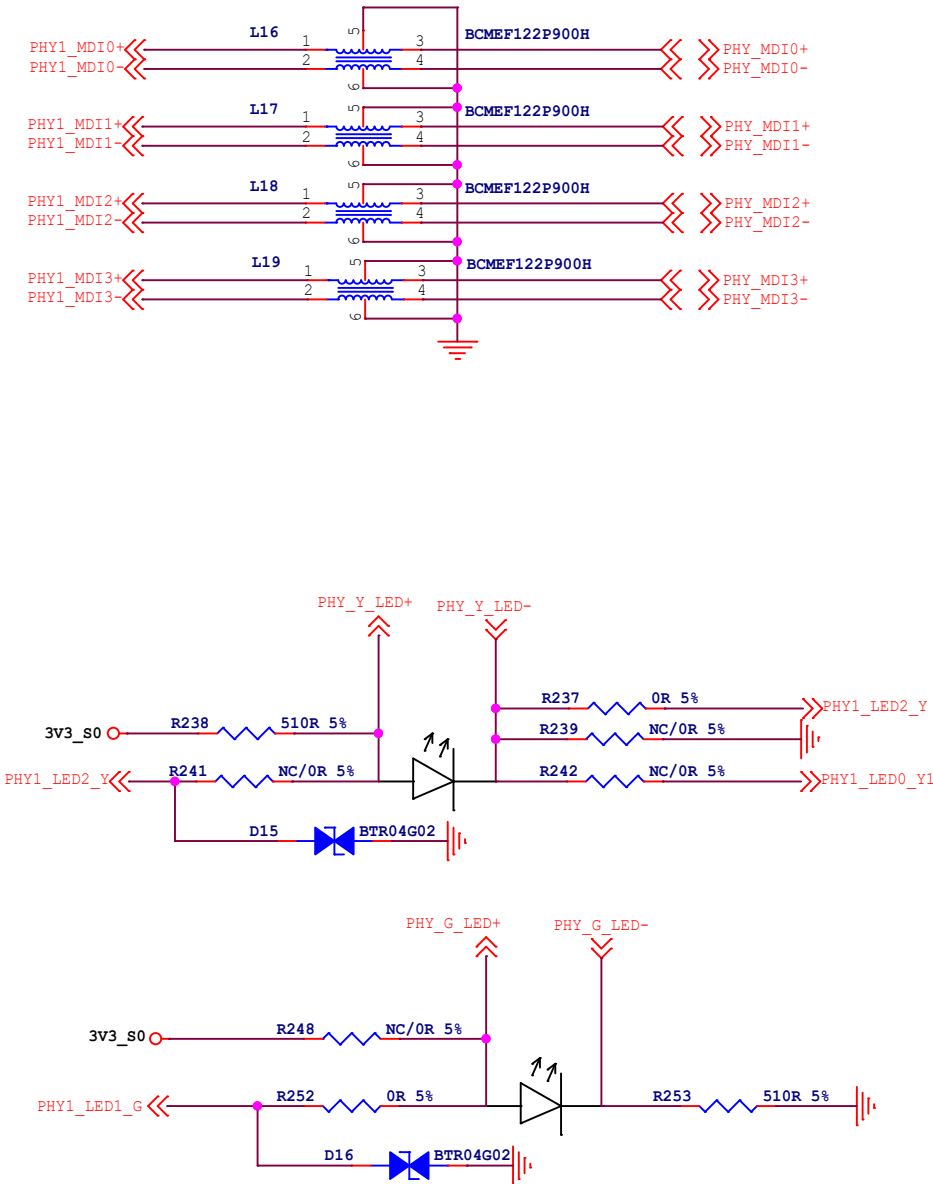 L16 BCMEF122P900H
PHY1_MDI0+ 1 5 3 PHY_MDI0+
PHY1_MDI0- 2 6 4 PHY_MDI0-
L17 BCMEF122P900H
PHY1_MDI1+ 1 5 3 PHY_MDI1+
PHY1_MDI1- 2 6 4 PHY_MDI1-
L18 BCMEF122P900H
PHY1_MDI2+ 1 5 3 PHY_MDI2+
PHY1_MDI2- 2 6 4 PHY_MDI2-
L19 BCMEF122P900H
PHY1_MDI3+ 1 5 3 PHY_MDI3+
PHY1_MDI3- 2 6 4 PHY_MDI3-
PHY_Y_LED+ PHY_Y_LED-
R237 0R 5% PHY1_LED2_Y
3V3_S0 R238 510R 5% R239 NC/0R 5%
PHY1_LED2_Y R241 NC/0R 5% R242 NC/0R 5% PHY1_LED0_Y1
D15 BTR04G02
PHY_G_LED+ PHY_G_LED-
3V3_S0 R248 NC/0R 5%
PHY1_LED1_G R252 0R 5% R253 510R 5%
D16 BTR04G02